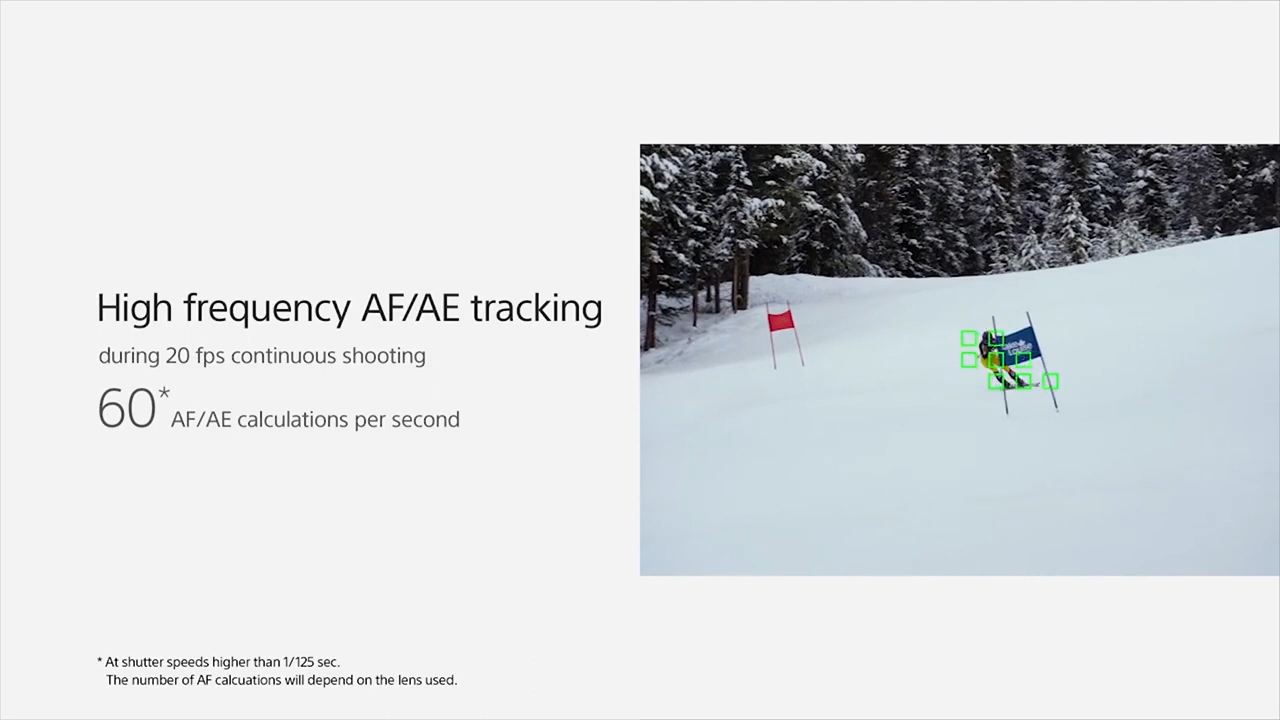 High frequency AF/AE tracking
during 20 fps continuous shooting
60* AF/AE calculations per second
* At shutter speeds higher than 1/125 sec.
The number of AF calcuations will depend on the lens used.